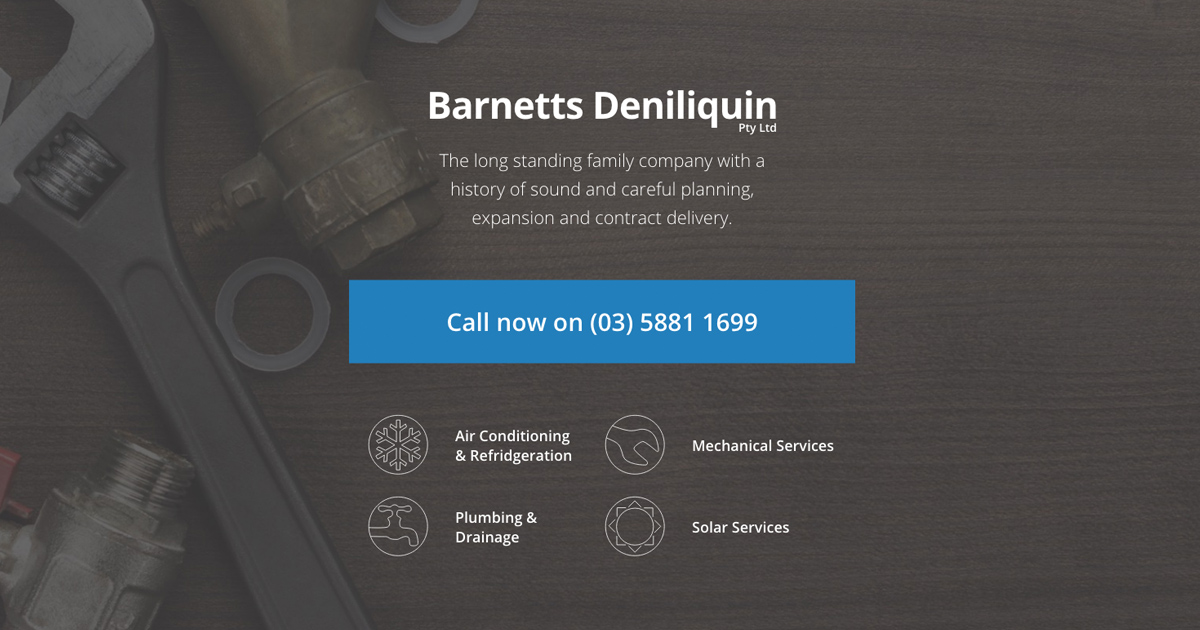 Barnetts Deniliquin
Pty Ltd
The long standing family company with a
history of sound and careful planning,
expansion and contract delivery.
Call now on (03) 5881 1699
Air Conditioning
& Refridgeration
Mechanical Services
Plumbing &
Drainage
Solar Services